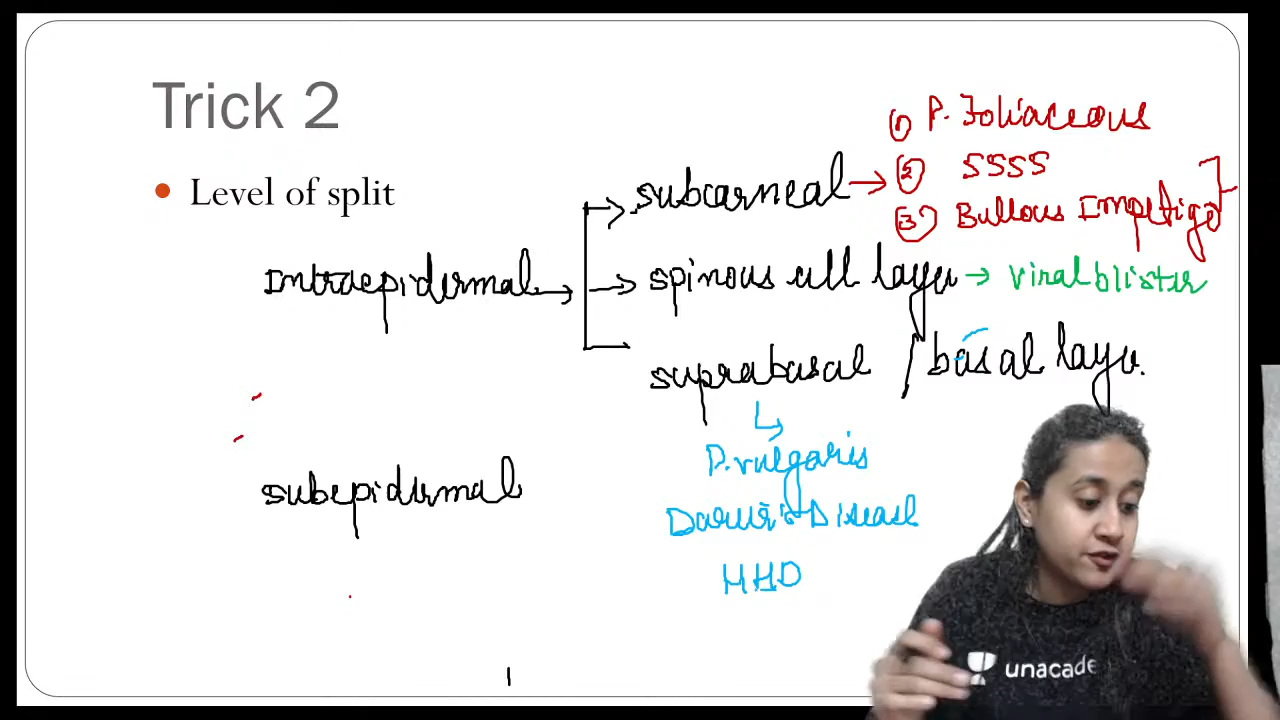 Trick 2
① P. Foliaceous
• Level of split
subcarneal → ② SSSS
③ Bullous Impetigo
Intraepidermal → spinous cell layer → viral blister
suprabasal / basal layer.
P. vulgaris
subepidermal
Darier's Disease
HHD
unacade